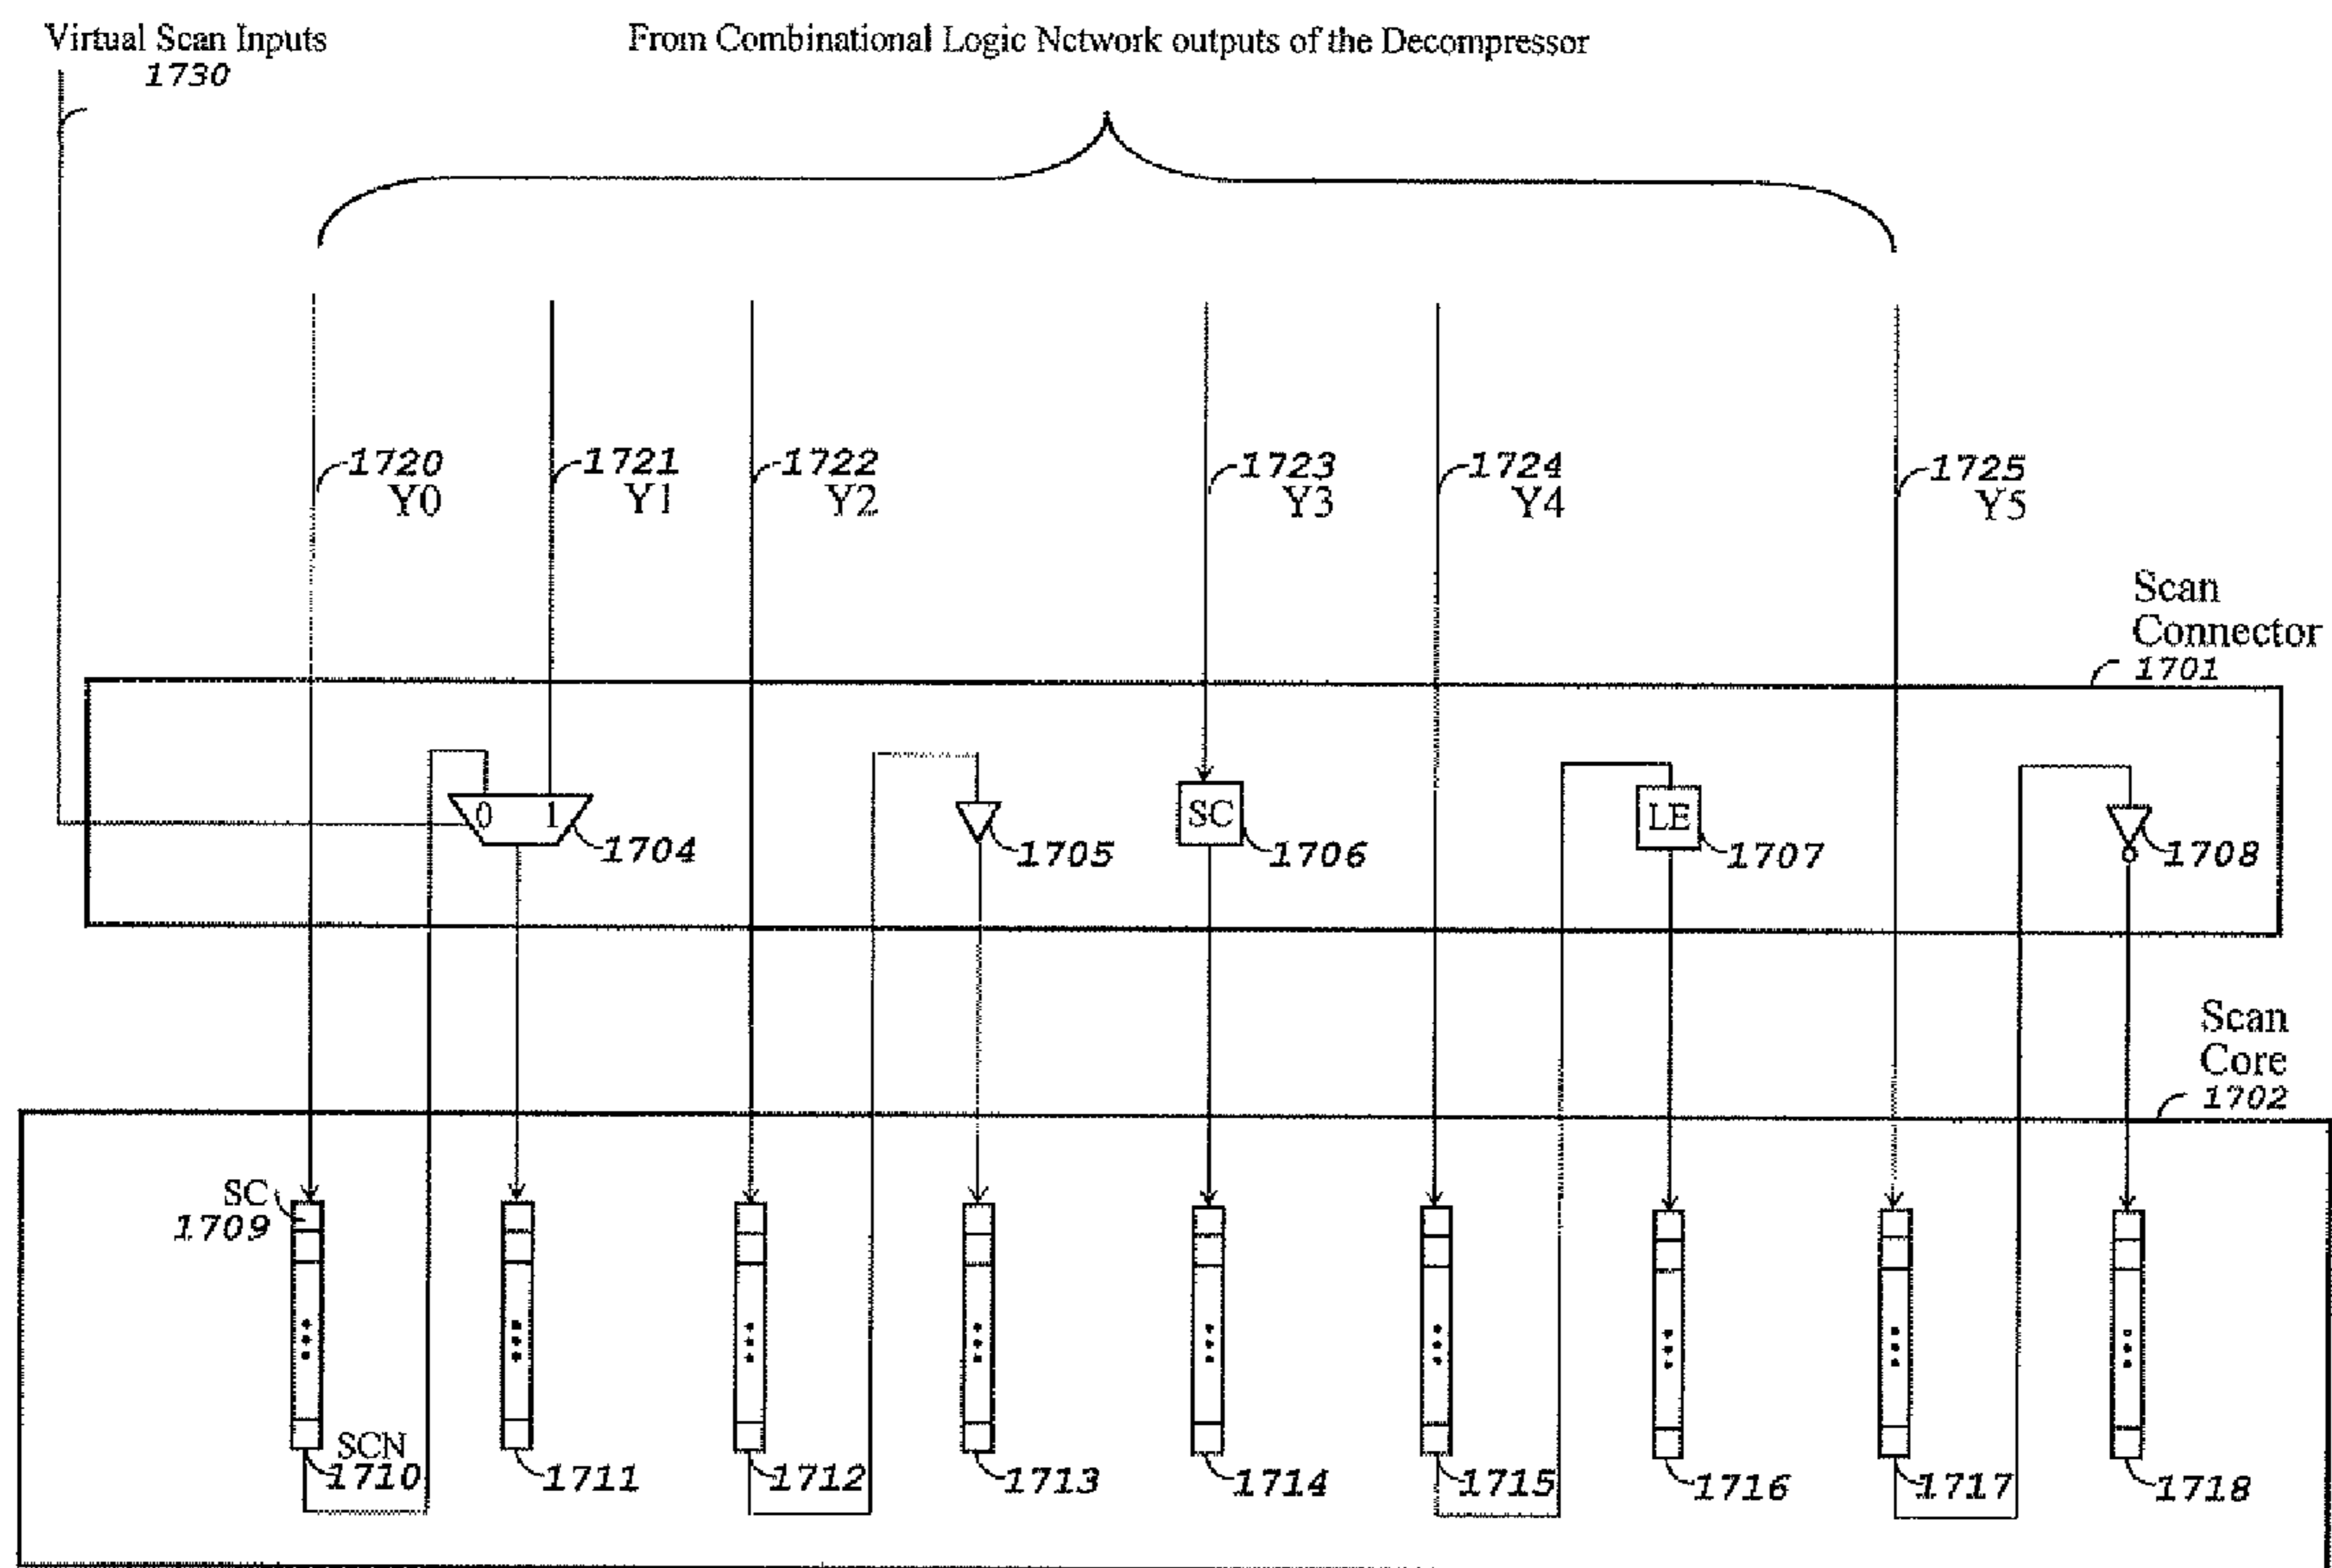 Virtual Scan Inputs
1730
From Combinational Logic Network outputs of the Decompressor
1720
Y0
1721
Y1
1722
Y2
1723
Y3
1724
Y4
1725
Y5
Scan
Connector
1701
0 1
1704
1705
SC
1706
LE
1707
1708
Scan
Core
1702
SC
1709
SCN
1710
1711
1712
1713
1714
1715
1716
1717
1718